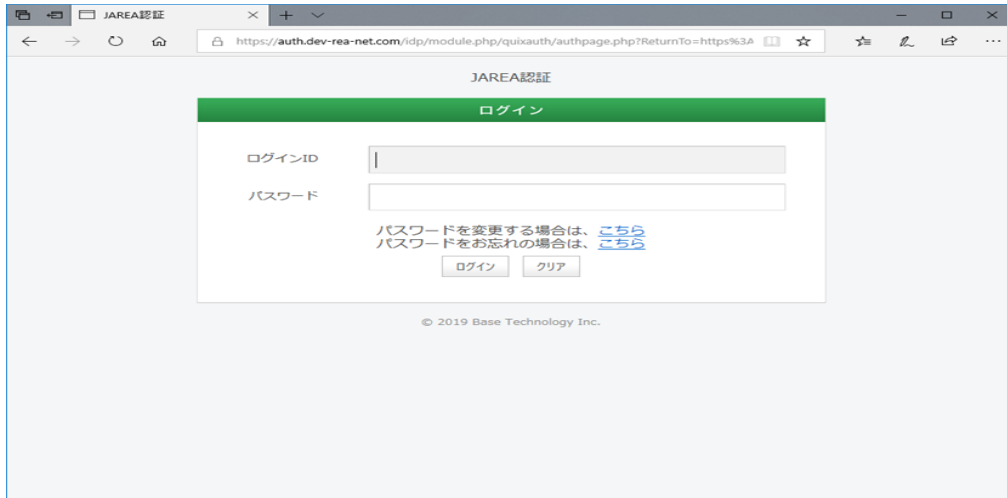 JAREA認証
https://auth.dev-rea-net.com/idp/module.php/quixauth/authpage.php?ReturnTo=https%3A
JAREA認証
ログイン
ログインID
パスワード
パスワードを変更する場合は、こちら
パスワードをお忘れの場合は、こちら
ログイン クリア
© 2019 Base Technology Inc.